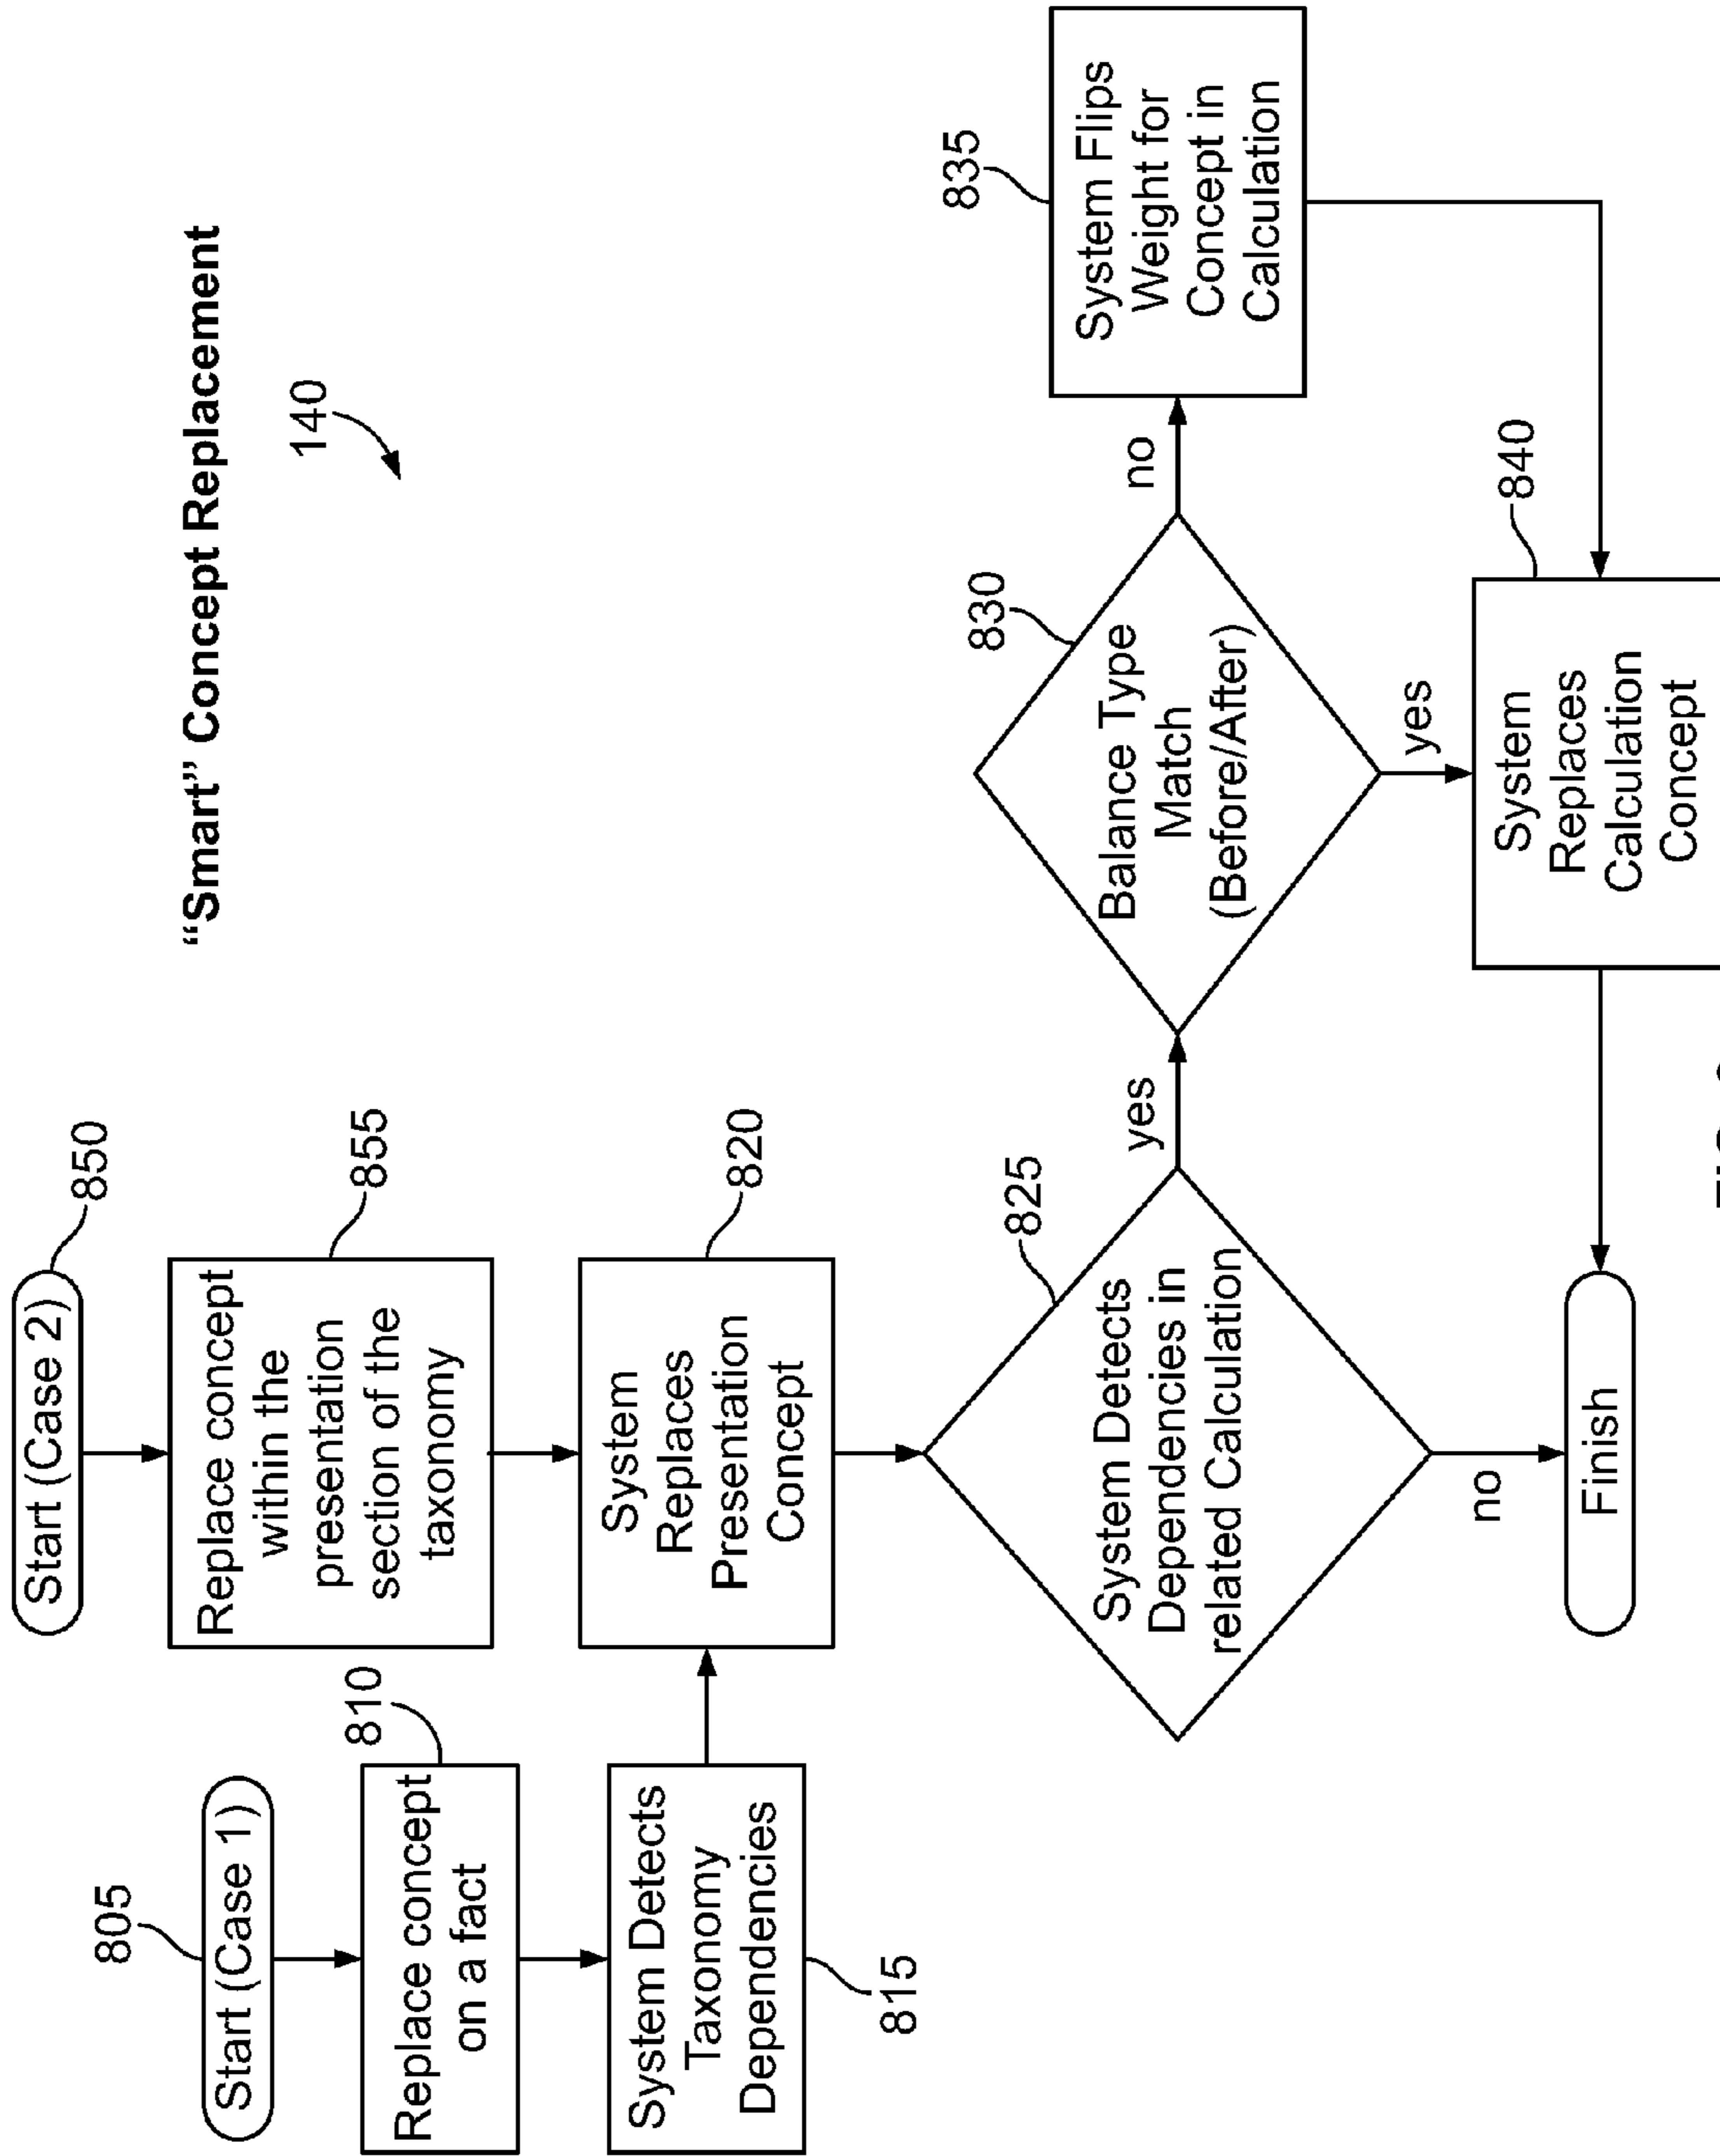 “Smart” Concept Replacement
140
Start (Case 2)
850
805
Start (Case 1)
Replace concept
within the
presentation
section of the
taxonomy
855
810
Replace concept
on a fact
System Detects
Taxonomy
Dependencies
815
System
Replaces
Presentation
Concept
820
825
System Detects
Dependencies in
related Calculation
yes
no
830
Balance Type
Match
(Before/After)
no
yes
835
System Flips
Weight for
Concept in
Calculation
840
System
Replaces
Calculation
Concept
Finish